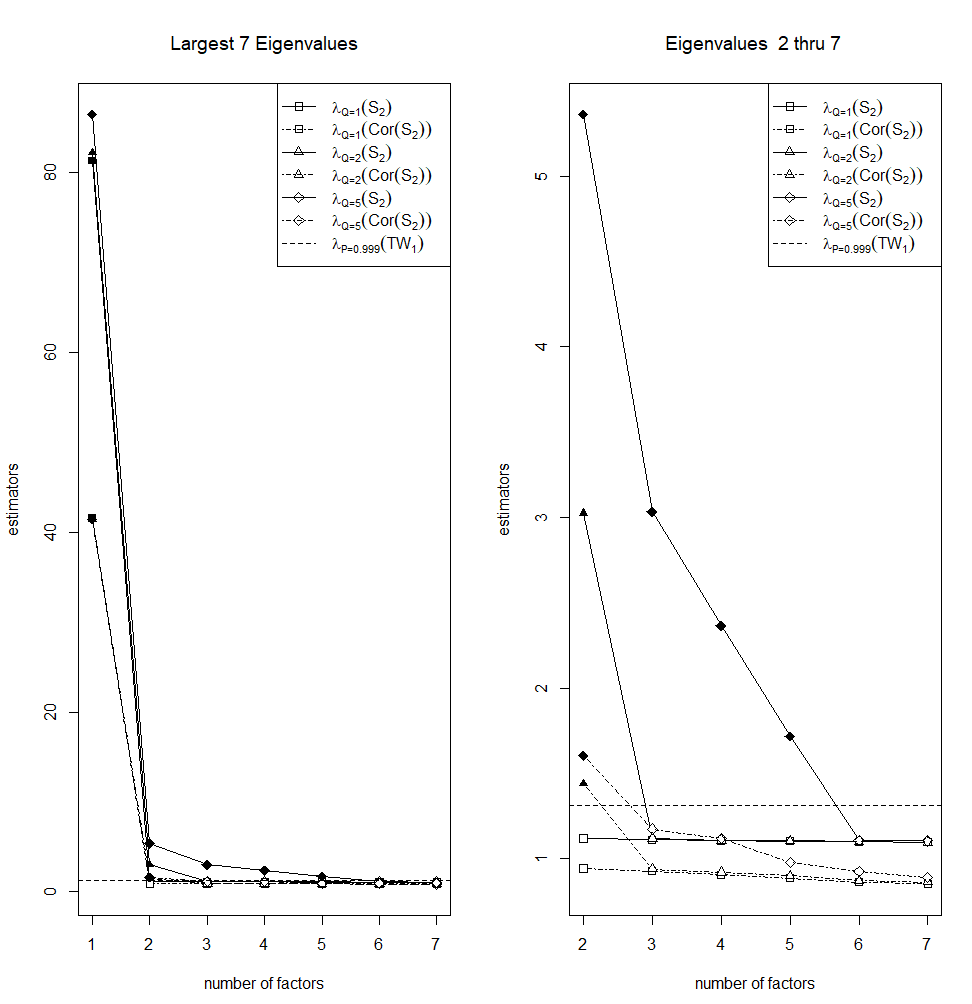 Largest 7 Eigenvalues
estimators
80
60
40
20
0
λQ=1(S2)
λQ=1(Cor(S2))
λQ=2(S2)
λQ=2(Cor(S2))
λQ=5(S2)
λQ=5(Cor(S2))
λP=0.999(TW1)
1 2 3 4 5 6 7
number of factors
Eigenvalues 2 thru 7
estimators
5
4
3
2
1
λQ=1(S2)
λQ=1(Cor(S2))
λQ=2(S2)
λQ=2(Cor(S2))
λQ=5(S2)
λQ=5(Cor(S2))
λP=0.999(TW1)
2 3 4 5 6 7
number of factors